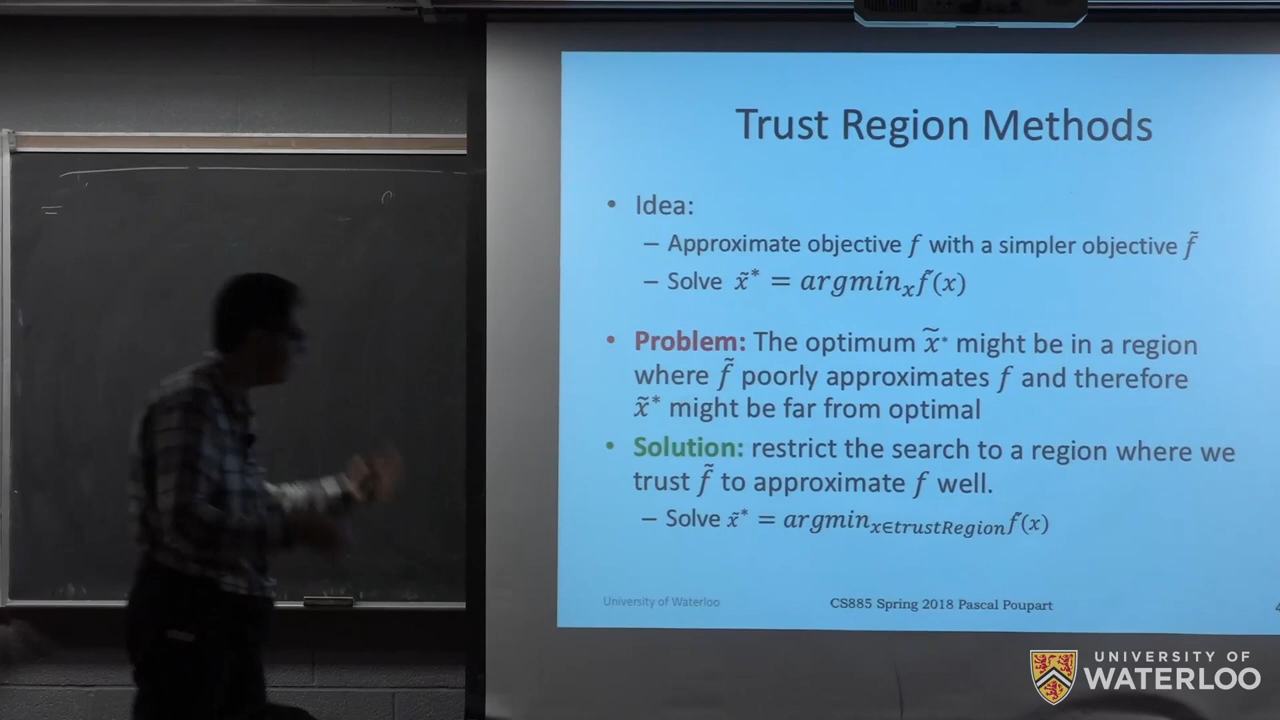 Trust Region Methods
• Idea:
– Approximate objective f with a simpler objective f̃
– Solve x̃* = argminₓf̃(x)
• Problem: The optimum x̃* might be in a region
where f̃ poorly approximates f and therefore
x̃* might be far from optimal
• Solution: restrict the search to a region where we
trust f̃ to approximate f well.
– Solve x̃* = argmin_{x∈trustRegion}f̃(x)
University of Waterloo
CS885 Spring 2018 Pascal Poupart
4
UNIVERSITY OF
WATERLOO